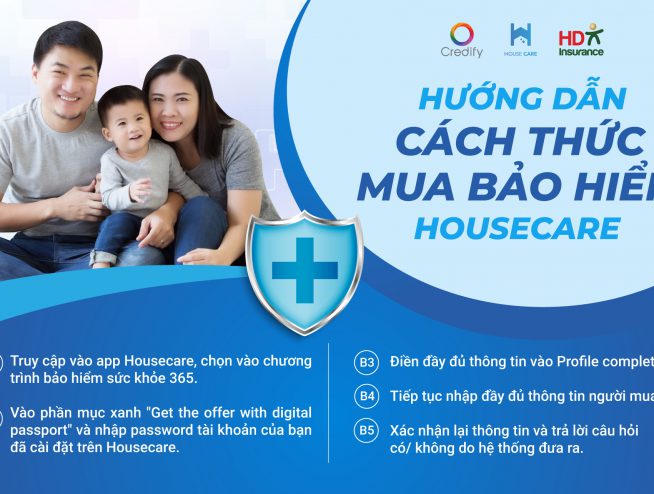 Credify
HOUSE CARE
HD
Insurance
HƯỚNG DẪN
CÁCH THỨC
MUA BẢO HIỂ
HOUSECARE
Truy cập vào app Housecare, chọn vào chương
trình bảo hiểm sức khỏe 365.
Vào phần mục xanh "Get the offer with digital
passport" và nhập password tài khoản của bạn
đã cài đặt trên Housecare.
B3 Điền đầy đủ thông tin vào Profile complet
B4 Tiếp tục nhập đầy đủ thông tin người mua
B5 Xác nhận lại thông tin và trả lời câu hỏi
có/ không do hệ thống đưa ra.